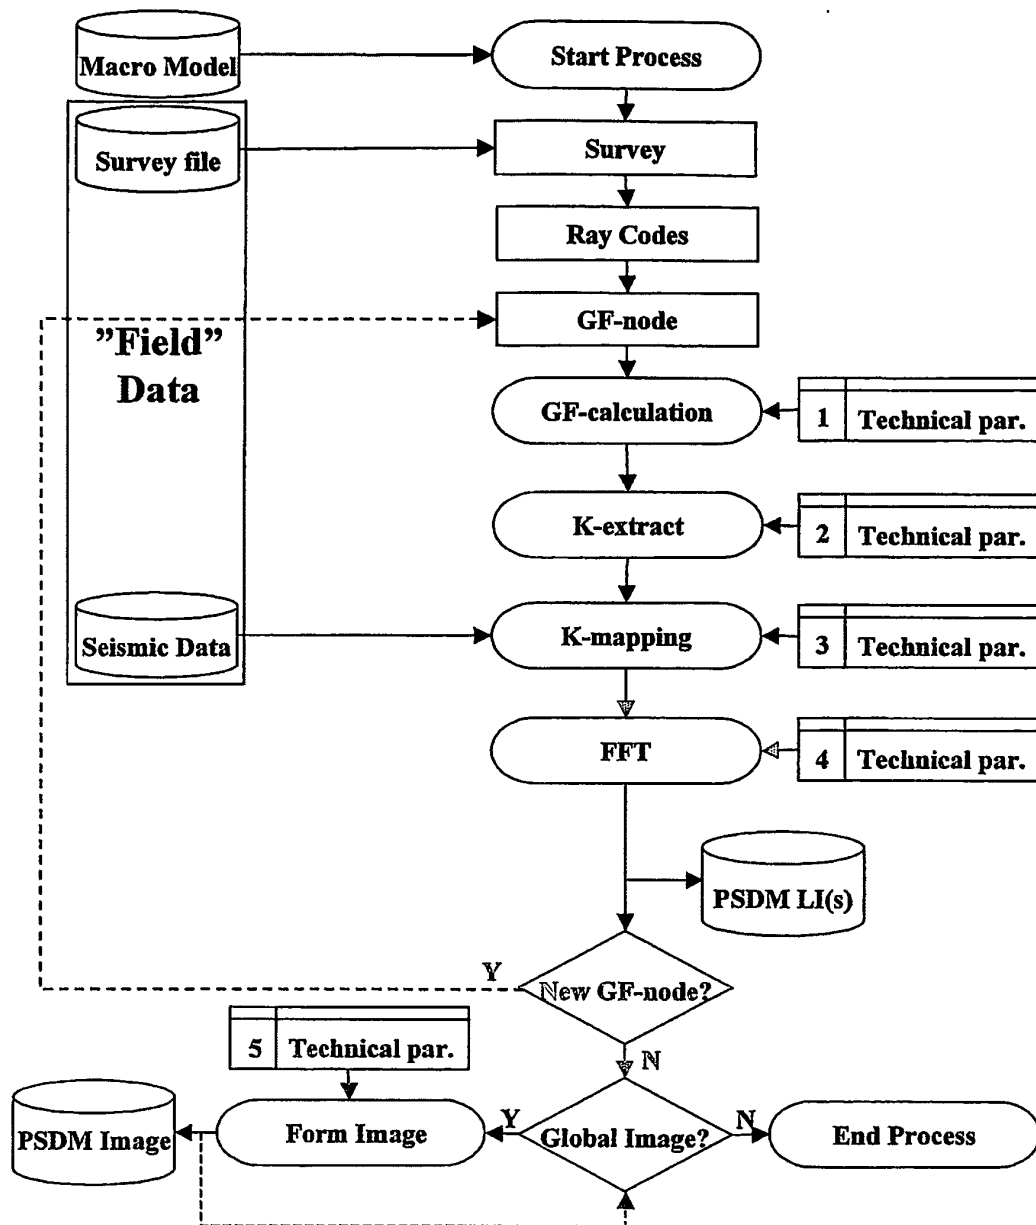 Macro Model
Start Process
Survey file
Survey
Ray Codes
”Field”
Data
GF-node
GF-calculation
1 Technical par.
K-extract
2 Technical par.
Seismic Data
K-mapping
3 Technical par.
FFT
4 Technical par.
PSDM LI(s)
Y
New GF-node?
N
5 Technical par.
PSDM Image
Form Image
Y
Global Image?
N
End Process